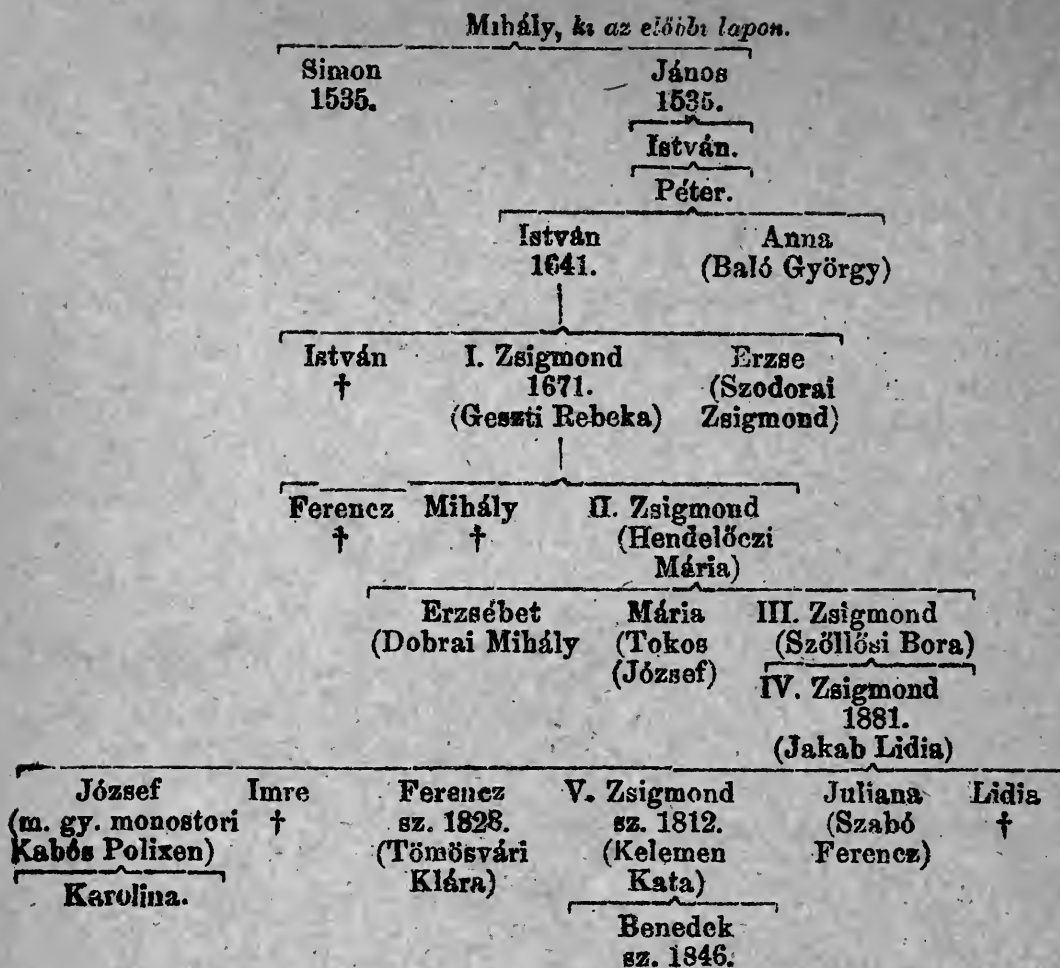 Mihály, ki az előbbi lapon.
Simon János
1535. 1535.
István.
Péter.
István Anna
1641. (Baló György)
István I. Zsigmond Erzse
† 1671. (Szodorai
(Geszti Rebeka) Zsigmond)
Ferencz Mihály II. Zsigmond
† † (Hendelőczi
Mária)
Erzsébet Mária III. Zsigmond
(Dobrai Mihály (Tokos (Szőllősi Bora)
(József) IV. Zsigmond
1881.
(Jakab Lidia)
József Imre Ferencz V. Zsigmond Juliana Lidia
(m. gy. monostori † sz. 1828. sz. 1812. (Szabó †
Kabós Polixen) (Tömösvári (Kelemen Ferencz)
Karolina. Klára) Kata)
Benedek
sz. 1846.